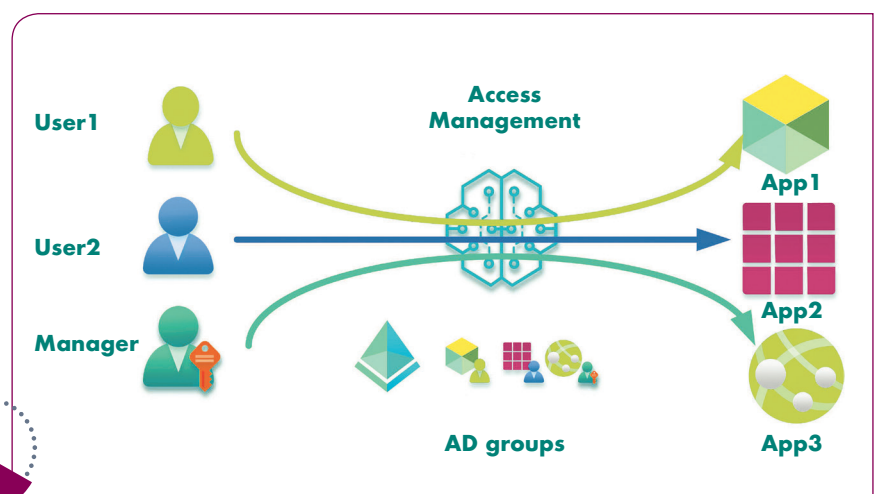 Access
Management
User1
App1
User2
App2
Manager
AD groups
App3